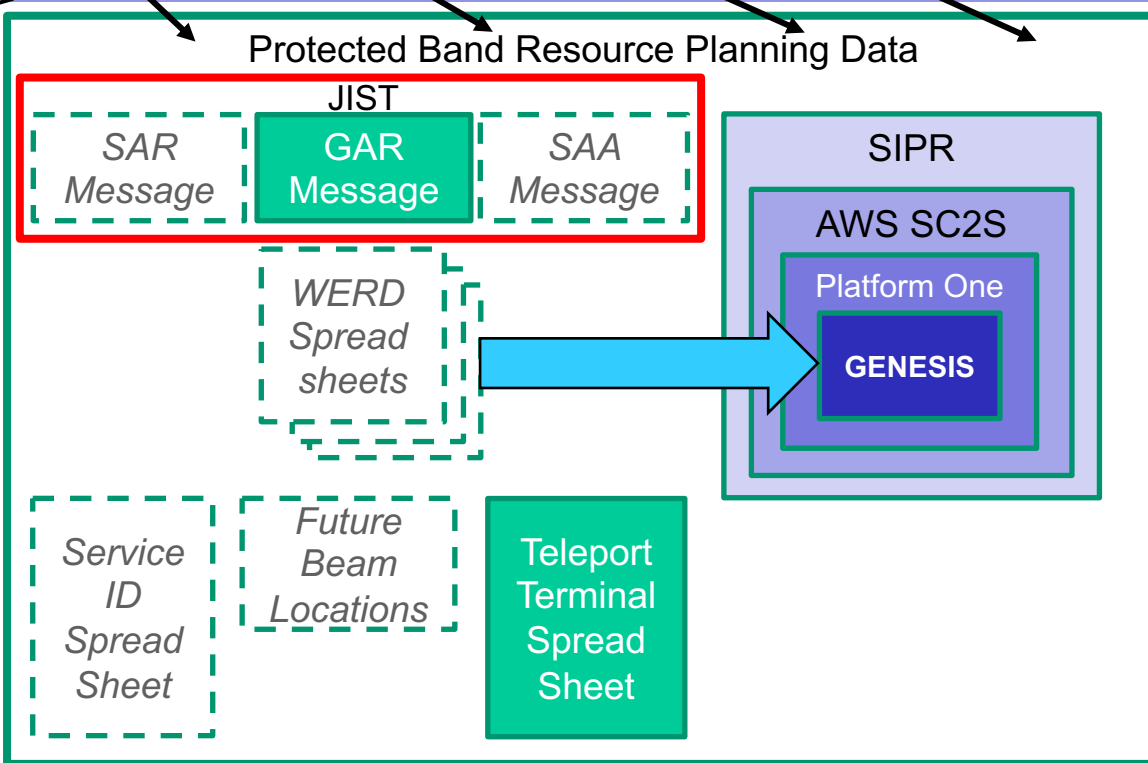 Protected Band Resource Planning Data
JIST
SAR
Message
GAR
Message
SAA
Message
SIPR
AWS SC2S
Platform One
GENESIS
WERD
Spread
sheets
Service
ID
Spread
Sheet
Future
Beam
Locations
Teleport
Terminal
Spread
Sheet